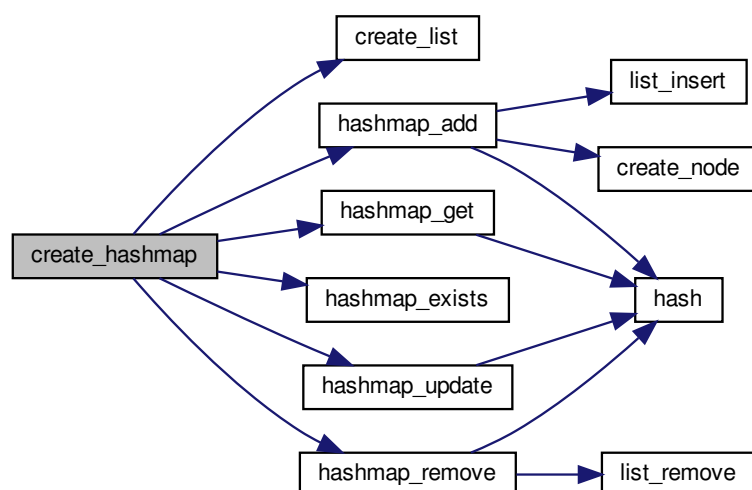 create_list
list_insert
hashmap_add
create_node
hashmap_get
create_hashmap
hashmap_exists
hash
hashmap_update
hashmap_remove
list_remove